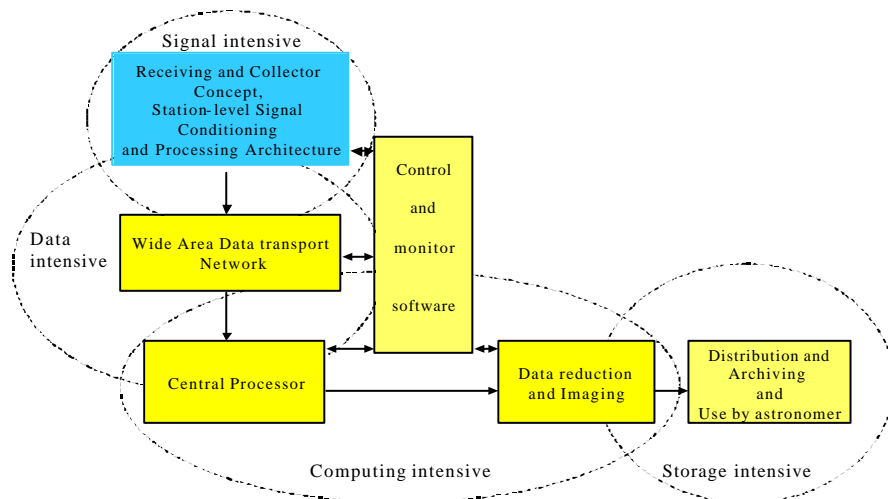 Signal intensive
Receiving and Collector
Concept,
Station-level Signal
Conditioning
and Processing Architecture
Control
and
monitor
software
Data
intensive
Wide Area Data transport
Network
Central Processor
Data reduction
and Imaging
Distribution and
Archiving
and
Use by astronomer
Computing intensive
Storage intensive